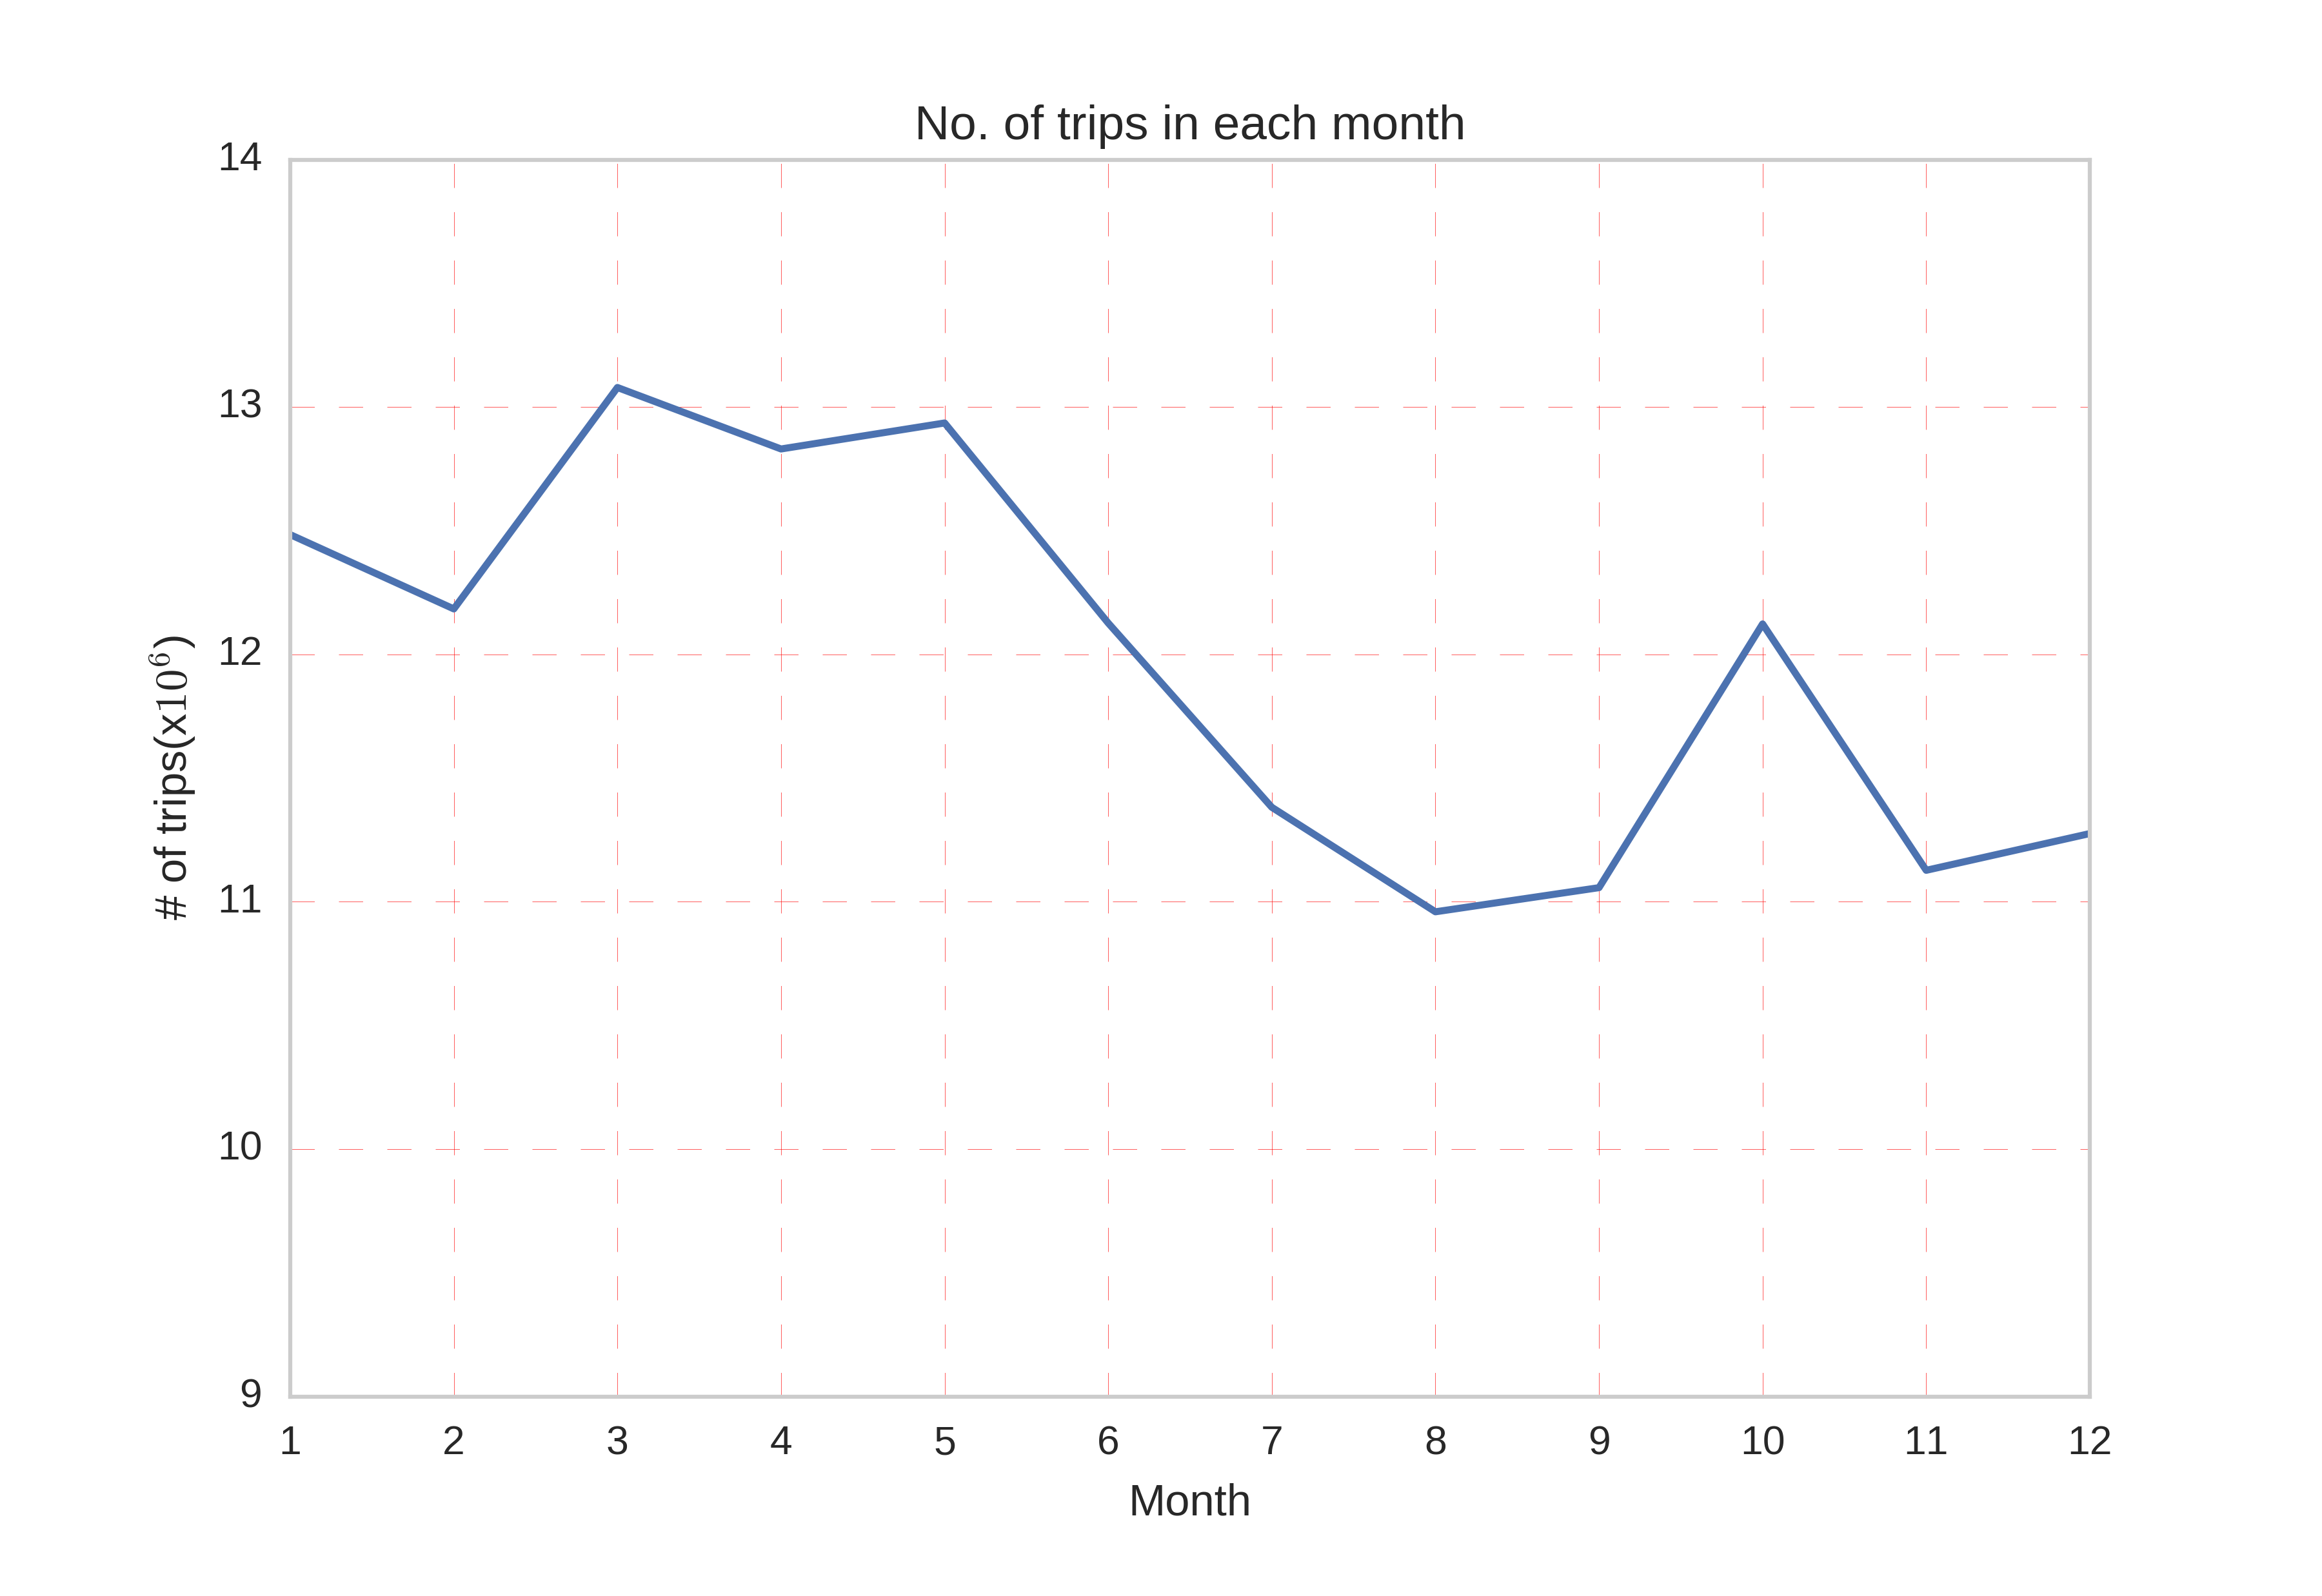 No. of trips in each month
14
13
12
11
10
9
# of trips(x10⁶)
1 2 3 4 5 6 7 8 9 10 11 12
Month